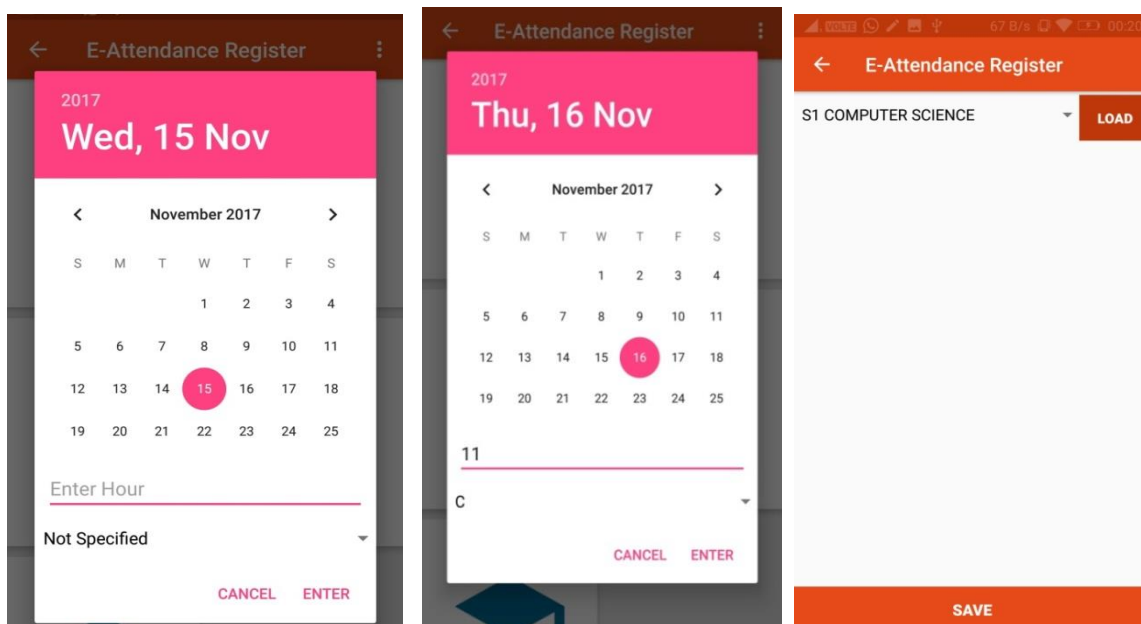 E-Attendance Register
2017
Wed, 15 Nov
November 2017
S M T W T F S
1 2 3 4
5 6 7 8 9 10 11
12 13 14 15 16 17 18
19 20 21 22 23 24 25
Enter Hour
Not Specified
CANCEL ENTER
E-Attendance Register
2017
Thu, 16 Nov
November 2017
S M T W T F S
1 2 3 4
5 6 7 8 9 10 11
12 13 14 15 16 17 18
19 20 21 22 23 24 25
11
C
CANCEL ENTER
VOLTE 67 B/s 00:20
E-Attendance Register
S1 COMPUTER SCIENCE LOAD
SAVE